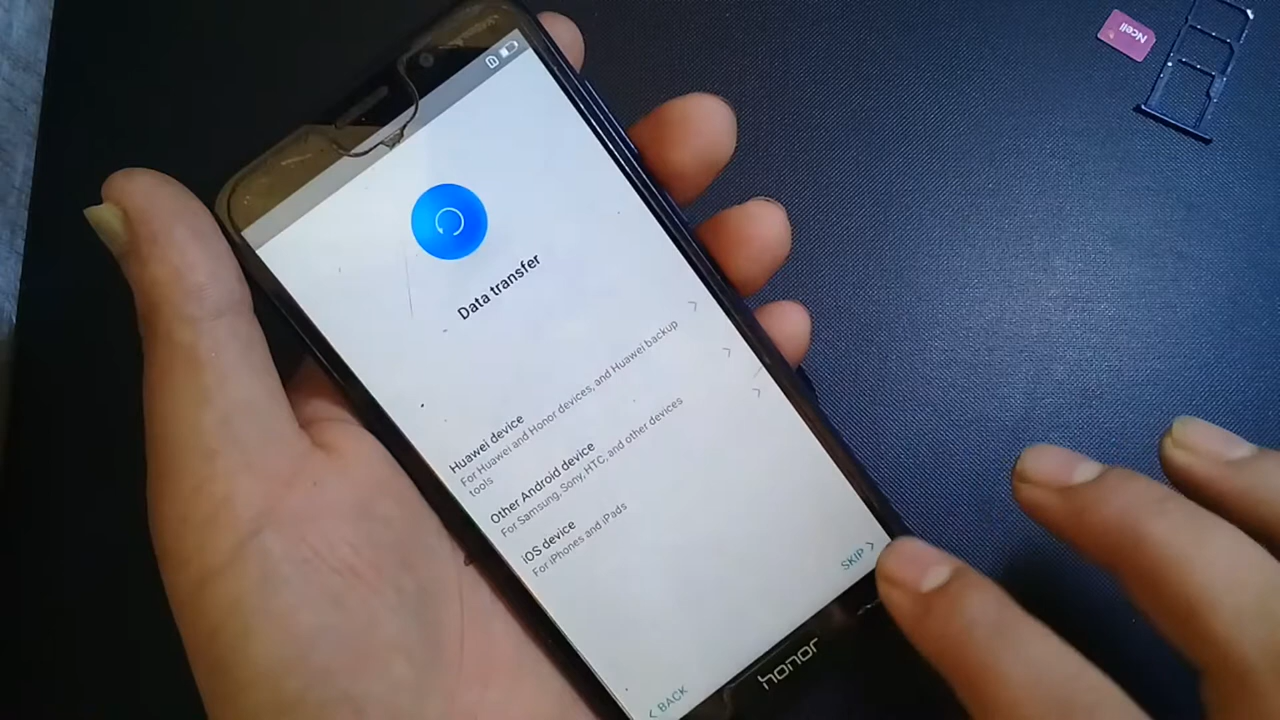 Ncell
Data transfer
Huawei device
For Huawei and Honor devices, and Huawei backup
tools
Other Android device
For Samsung, Sony, HTC, and other devices
iOS device
For iPhones and iPads
SKIP
BACK
honor